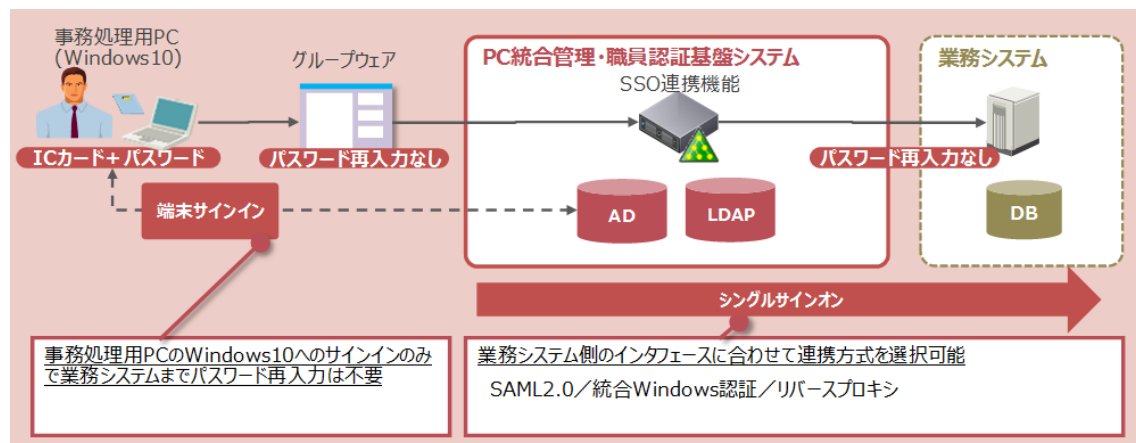 事務処理用PC
(Windows10)
グループウェア
PC統合管理・職員認証基盤システム
SSO連携機能
業務システム
ICカード+パスワード
パスワード再入力なし
パスワード再入力なし
端末サインイン
AD
LDAP
DB
シングルサインオン
事務処理用PCのWindows10へのサインインのみ
で業務システムまでパスワード再入力は不要
業務システム側のインタフェースに合わせて連携方式を選択可能
SAML2.0/統合Windows認証/リバースプロキシ